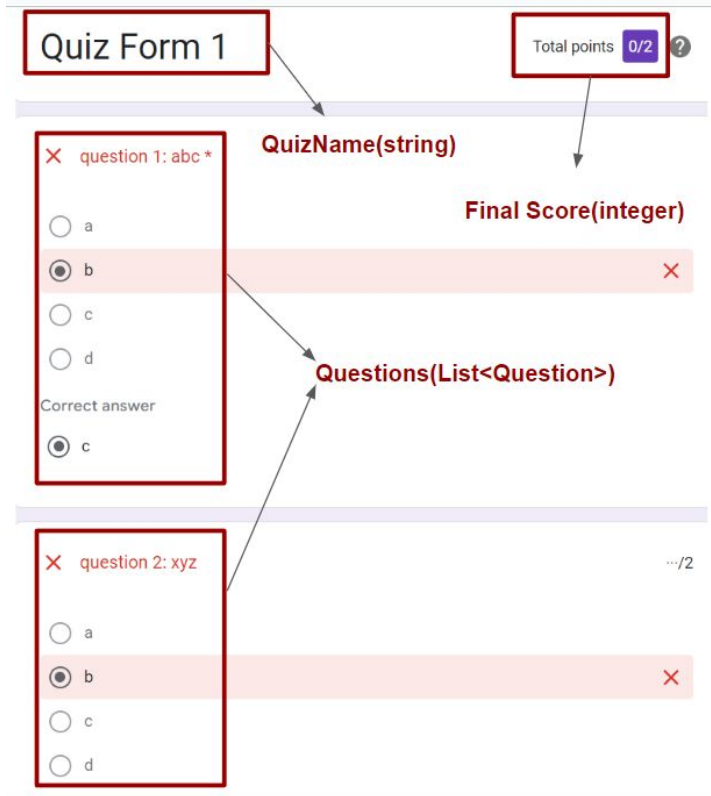 Quiz Form 1
Total points 0/2 ?
QuizName(string)
question 1: abc *
Final Score(integer)
a
b
c
d
Questions(List<Question>)
Correct answer
c
question 2: xyz
···/2
a
b
c
d